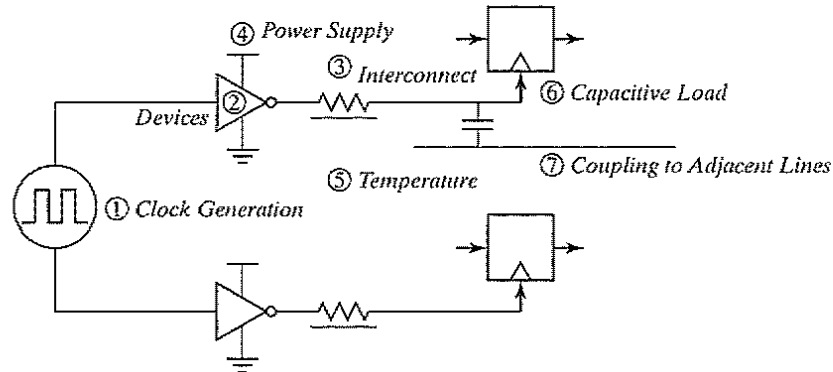 ④ Power Supply
③ Interconnect
② Devices
⑥ Capacitive Load
⑦ Coupling to Adjacent Lines
⑤ Temperature
① Clock Generation